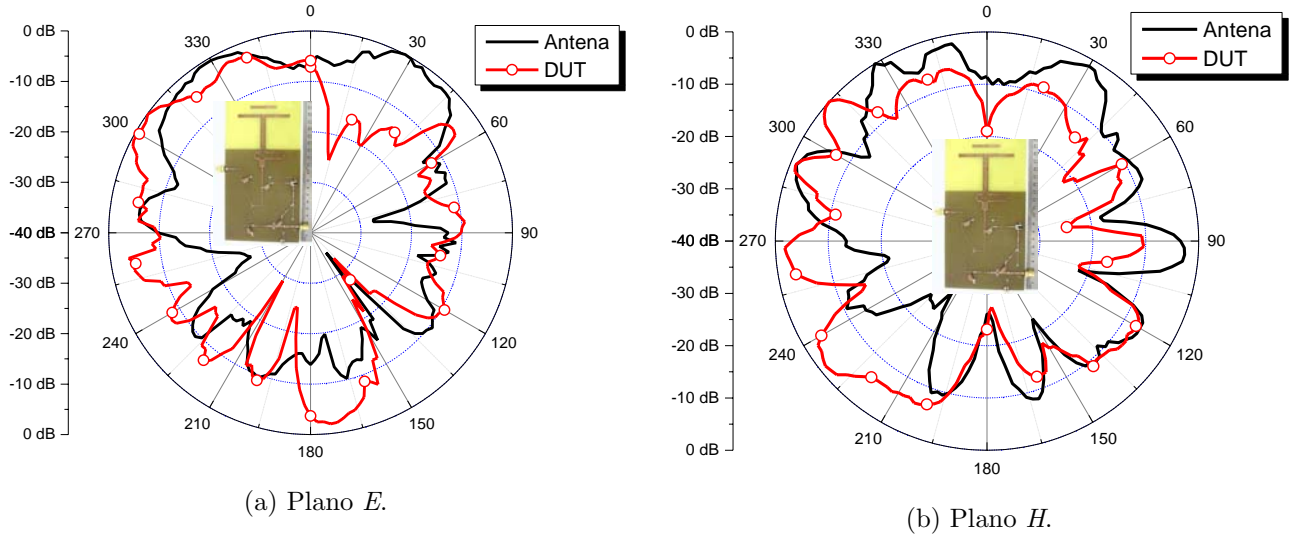 0 dB
-10 dB
-20 dB
-30 dB
-40 dB
-30 dB
-20 dB
-10 dB
0 dB
0
30
60
90
120
150
180
210
240
270
300
330
Antena
DUT
(a) Plano E.
0 dB
-10 dB
-20 dB
-30 dB
-40 dB
-30 dB
-20 dB
-10 dB
0 dB
0
30
60
90
120
150
180
210
240
270
300
330
Antena
DUT
(b) Plano H.